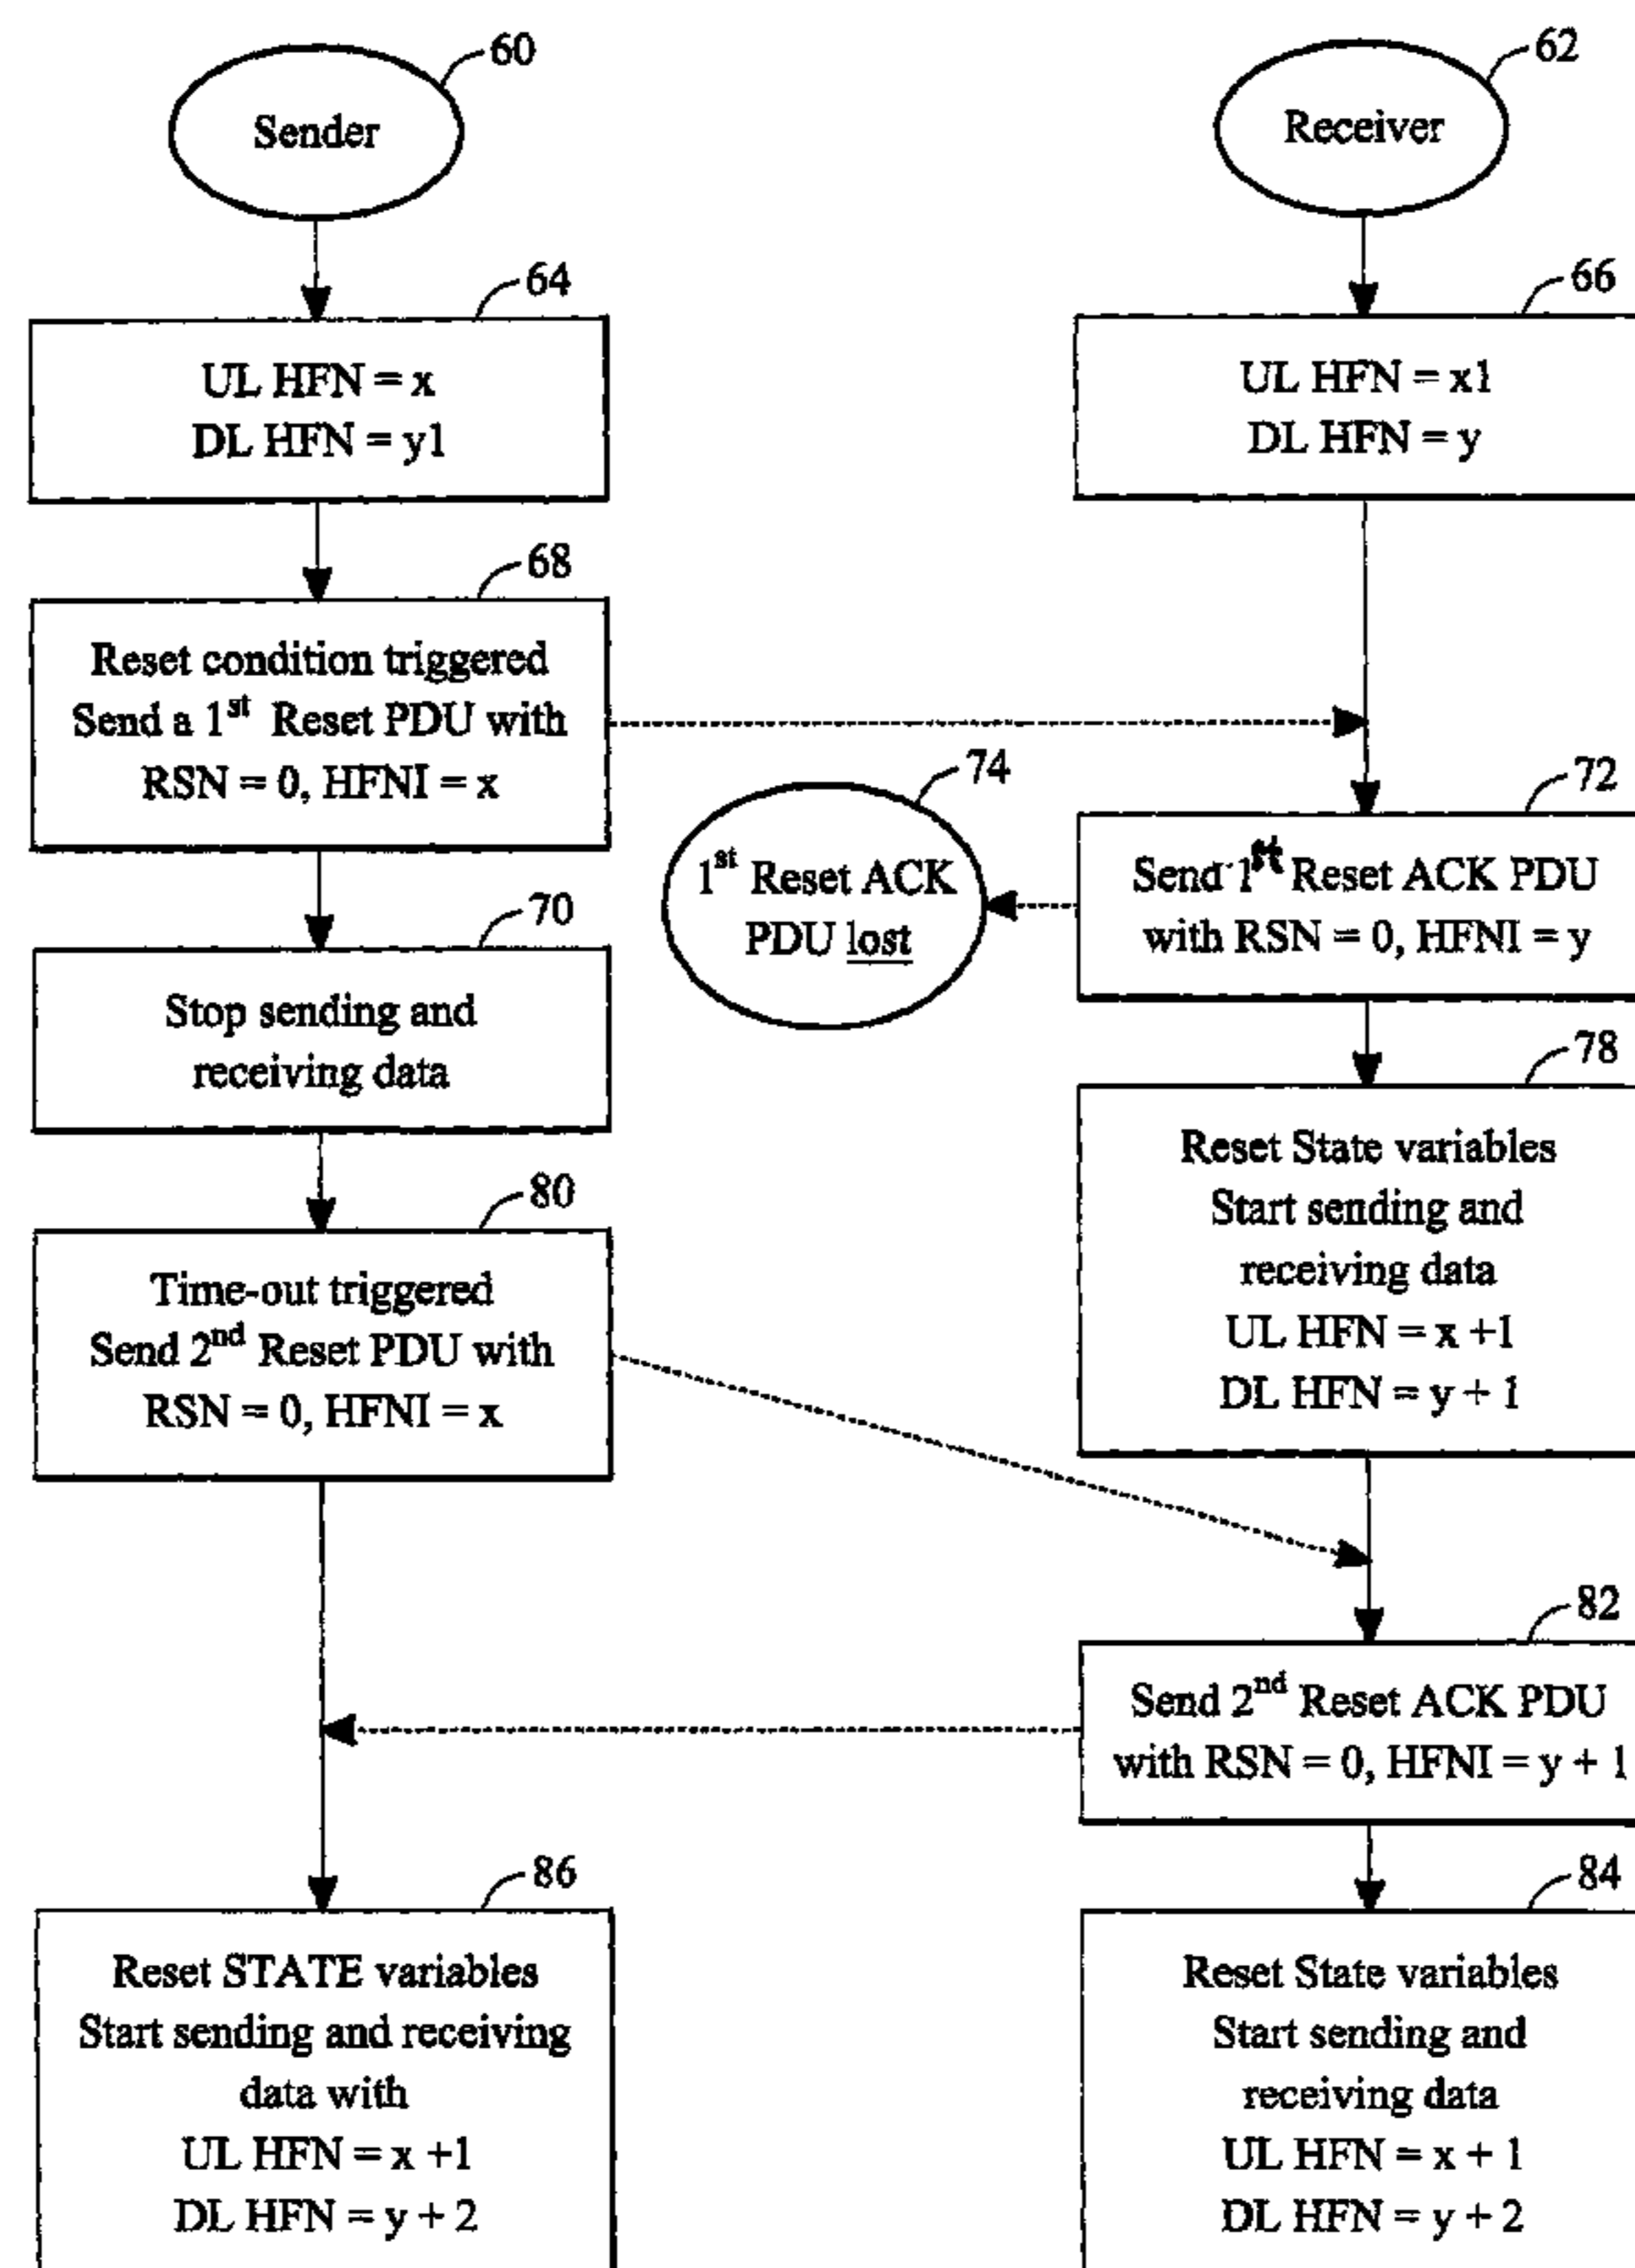 60
Sender
62
Receiver
64
UL HFN = x
DL HFN = y1
66
UL HFN = x1
DL HFN = y
68
Reset condition triggered
Send a 1st Reset PDU with
RSN = 0, HFNI = x
74
1st Reset ACK
PDU lost
72
Send 1st Reset ACK PDU
with RSN = 0, HFNI = y
70
Stop sending and
receiving data
78
Reset State variables
Start sending and
receiving data
UL HFN = x +1
DL HFN = y + 1
80
Time-out triggered
Send 2nd Reset PDU with
RSN = 0, HFNI = x
82
Send 2nd Reset ACK PDU
with RSN = 0, HFNI = y + 1
86
Reset STATE variables
Start sending and receiving
data with
UL HFN = x +1
DL HFN = y + 2
84
Reset State variables
Start sending and
receiving data
UL HFN = x + 1
DL HFN = y + 2